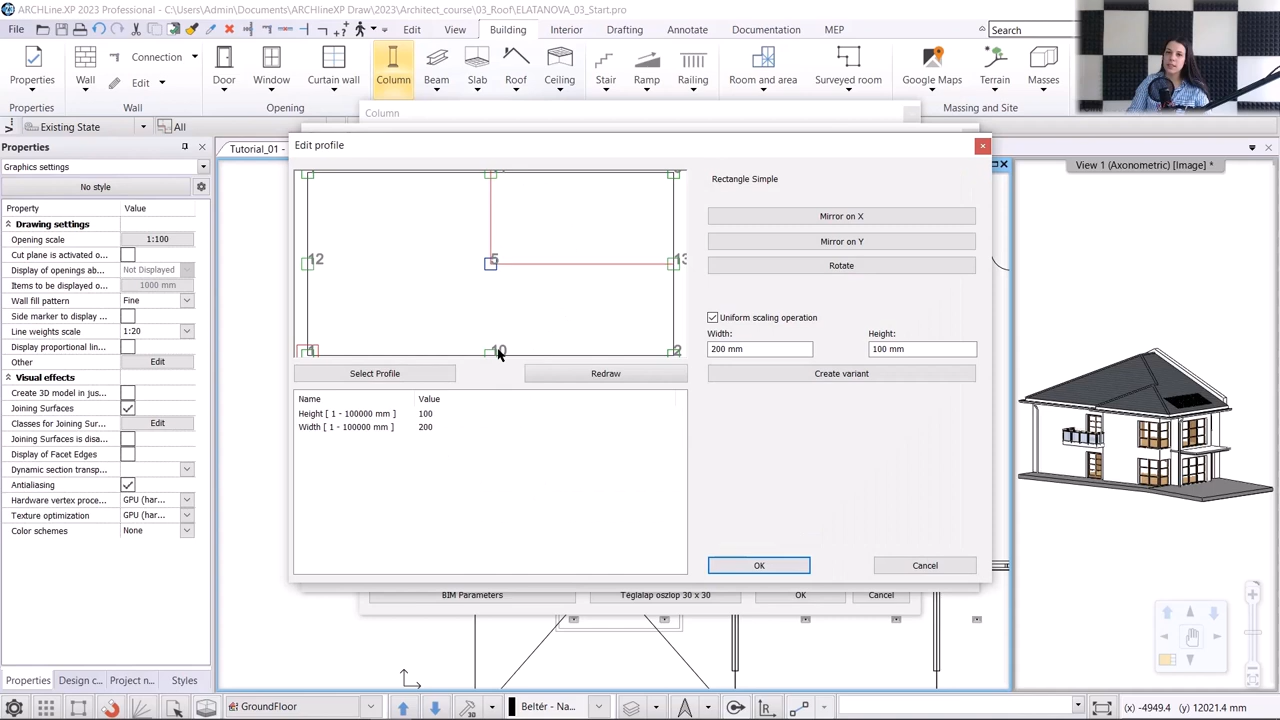 ARCHLine.XP 2023 Professional - C:\Users\Admin\Documents\ARCHlineXP Draw\2023\Architect_course\03_Roof\ELATANOVA_03_Start.pro
File Edit View Building Interior Drafting Annotate Documentation MEP Search
Properties Wall Connection Edit Door Window Curtain wall Column Beam Slab Roof Ceiling Stair Ramp Railing Room and area Surveyed room Google Maps Terrain Masses
Properties Wall Opening Massing and Site
Existing State All
Column
Properties
Graphics settings
No style
Property Value
Drawing settings
Opening scale 1:100
Cut plane is activated o...
Display of openings ab... Not Displayed
Items to be displayed o... 1000 mm
Wall fill pattern Fine
Side marker to display ...
Line weights scale 1:20
Display proportional lin...
Other Edit
Visual effects
Create 3D model in jus...
Joining Surfaces
Classes for Joining Sur... Edit
Joining Surfaces is disa...
Display of Facet Edges
Dynamic section transp...
Antialiasing
Hardware vertex proce... GPU (har...
Texture optimization GPU (har...
Color schemes None
Properties Design c... Project n... Styles
Tutorial_01 -
View 1 (Axonometric) [Image] *
Edit profile
12 5 13
1 10 2
Select Profile Redraw
Name Value
Height [ 1 - 100000 mm ] 100
Width [ 1 - 100000 mm ] 200
Rectangle Simple
Mirror on X
Mirror on Y
Rotate
Uniform scaling operation
Width: Height:
200 mm 100 mm
Create variant
OK Cancel
BIM Parameters Téglalap oszlop 30 x 30 OK Cancel
GroundFloor Beltér - Na... (x) -4949.4 (y) 12021.4 mm